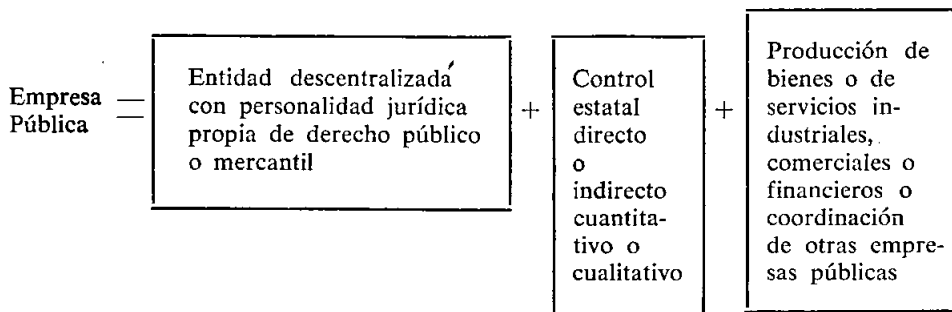 Empresa
Pública
=
Entidad descentralizada
con personalidad jurídica
propia de derecho público
o mercantil
+
Control
estatal
directo
o
indirecto
cuantita-
tivo o
cualitativo
+
Producción de
bienes o de
servicios in-
dustriales,
comerciales o
financieros o
coordinación
de otras empre-
sas públicas